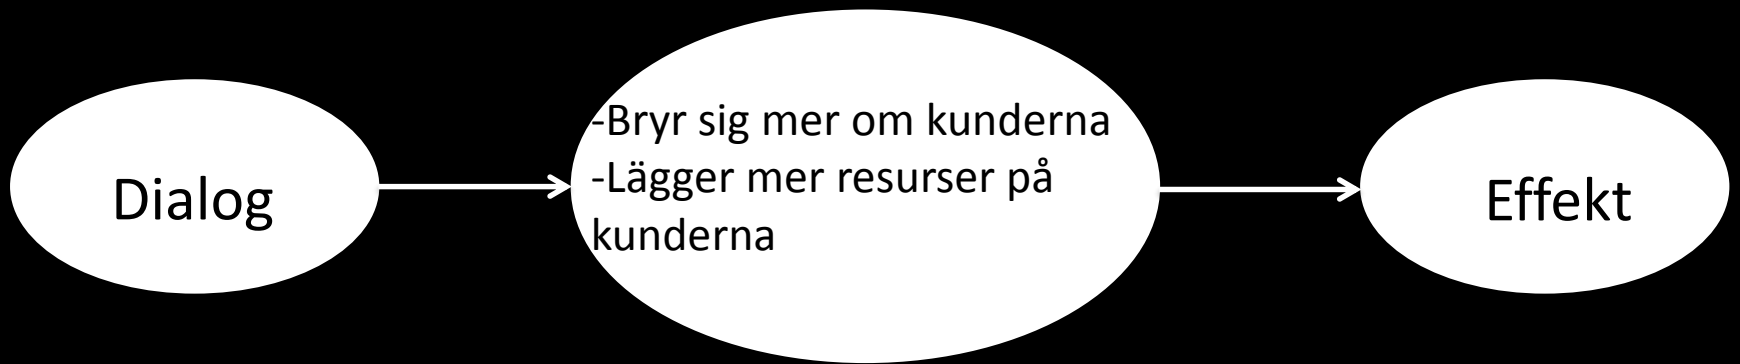 Dialog
-Bryr sig mer om kunderna
-Lägger mer resurser på
kunderna
Effekt